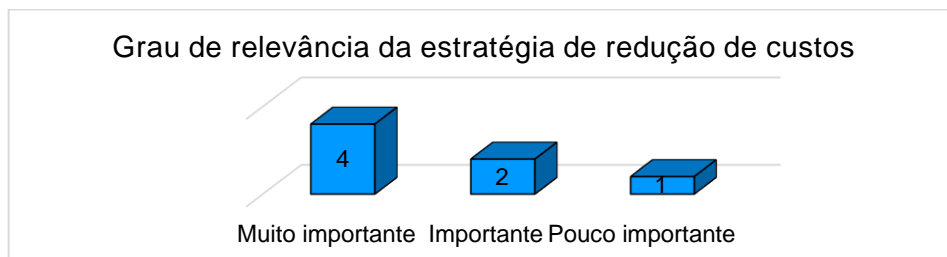 Grau de relevância da estratégia de redução de custos
4
2
1
Muito importante Importante Pouco importante